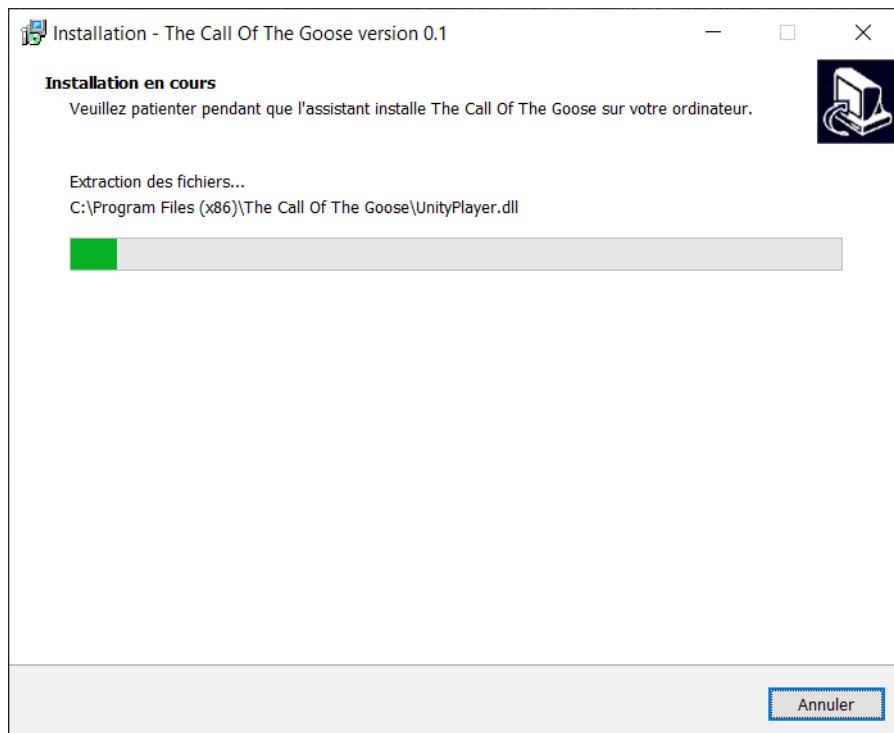 Installation - The Call Of The Goose version 0.1
Installation en cours
Veuillez patienter pendant que l'assistant installe The Call Of The Goose sur votre ordinateur.
Extraction des fichiers...
C:\Program Files (x86)\The Call Of The Goose\UnityPlayer.dll
Annuler